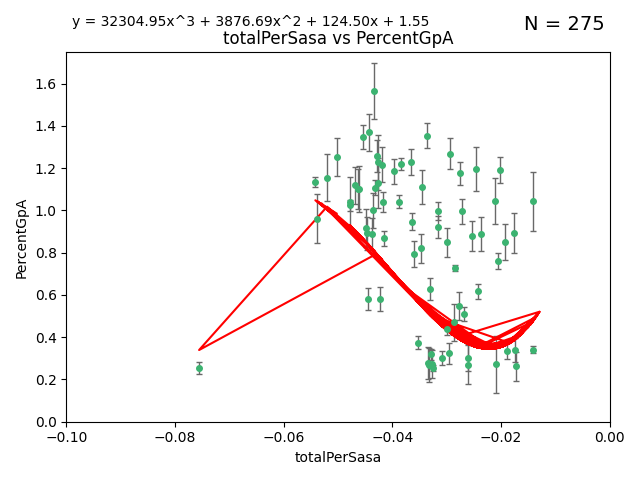 y = 32304.95x^3 + 3876.69x^2 + 124.50x + 1.55
N = 275
totalPerSasa vs PercentGpA
PercentGpA
1.6
1.4
1.2
1.0
0.8
0.6
0.4
0.2
0.0
−0.10 −0.08 −0.06 −0.04 −0.02 0.00
totalPerSasa